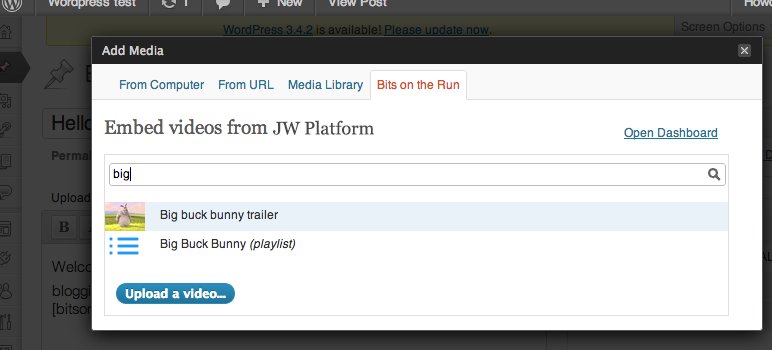 Wordpress test 1 + New View Post Howd
WordPress 3.4.2 is available! Please update now.
Screen Options
Add Media
From Computer From URL Media Library Bits on the Run
Embed videos from JW Platform
Open Dashboard
Hello
big
Perma
Big buck bunny trailer
Upload
Big Buck Bunny (playlist)
B
Welco
bloggi
Upload a video...
[bitson